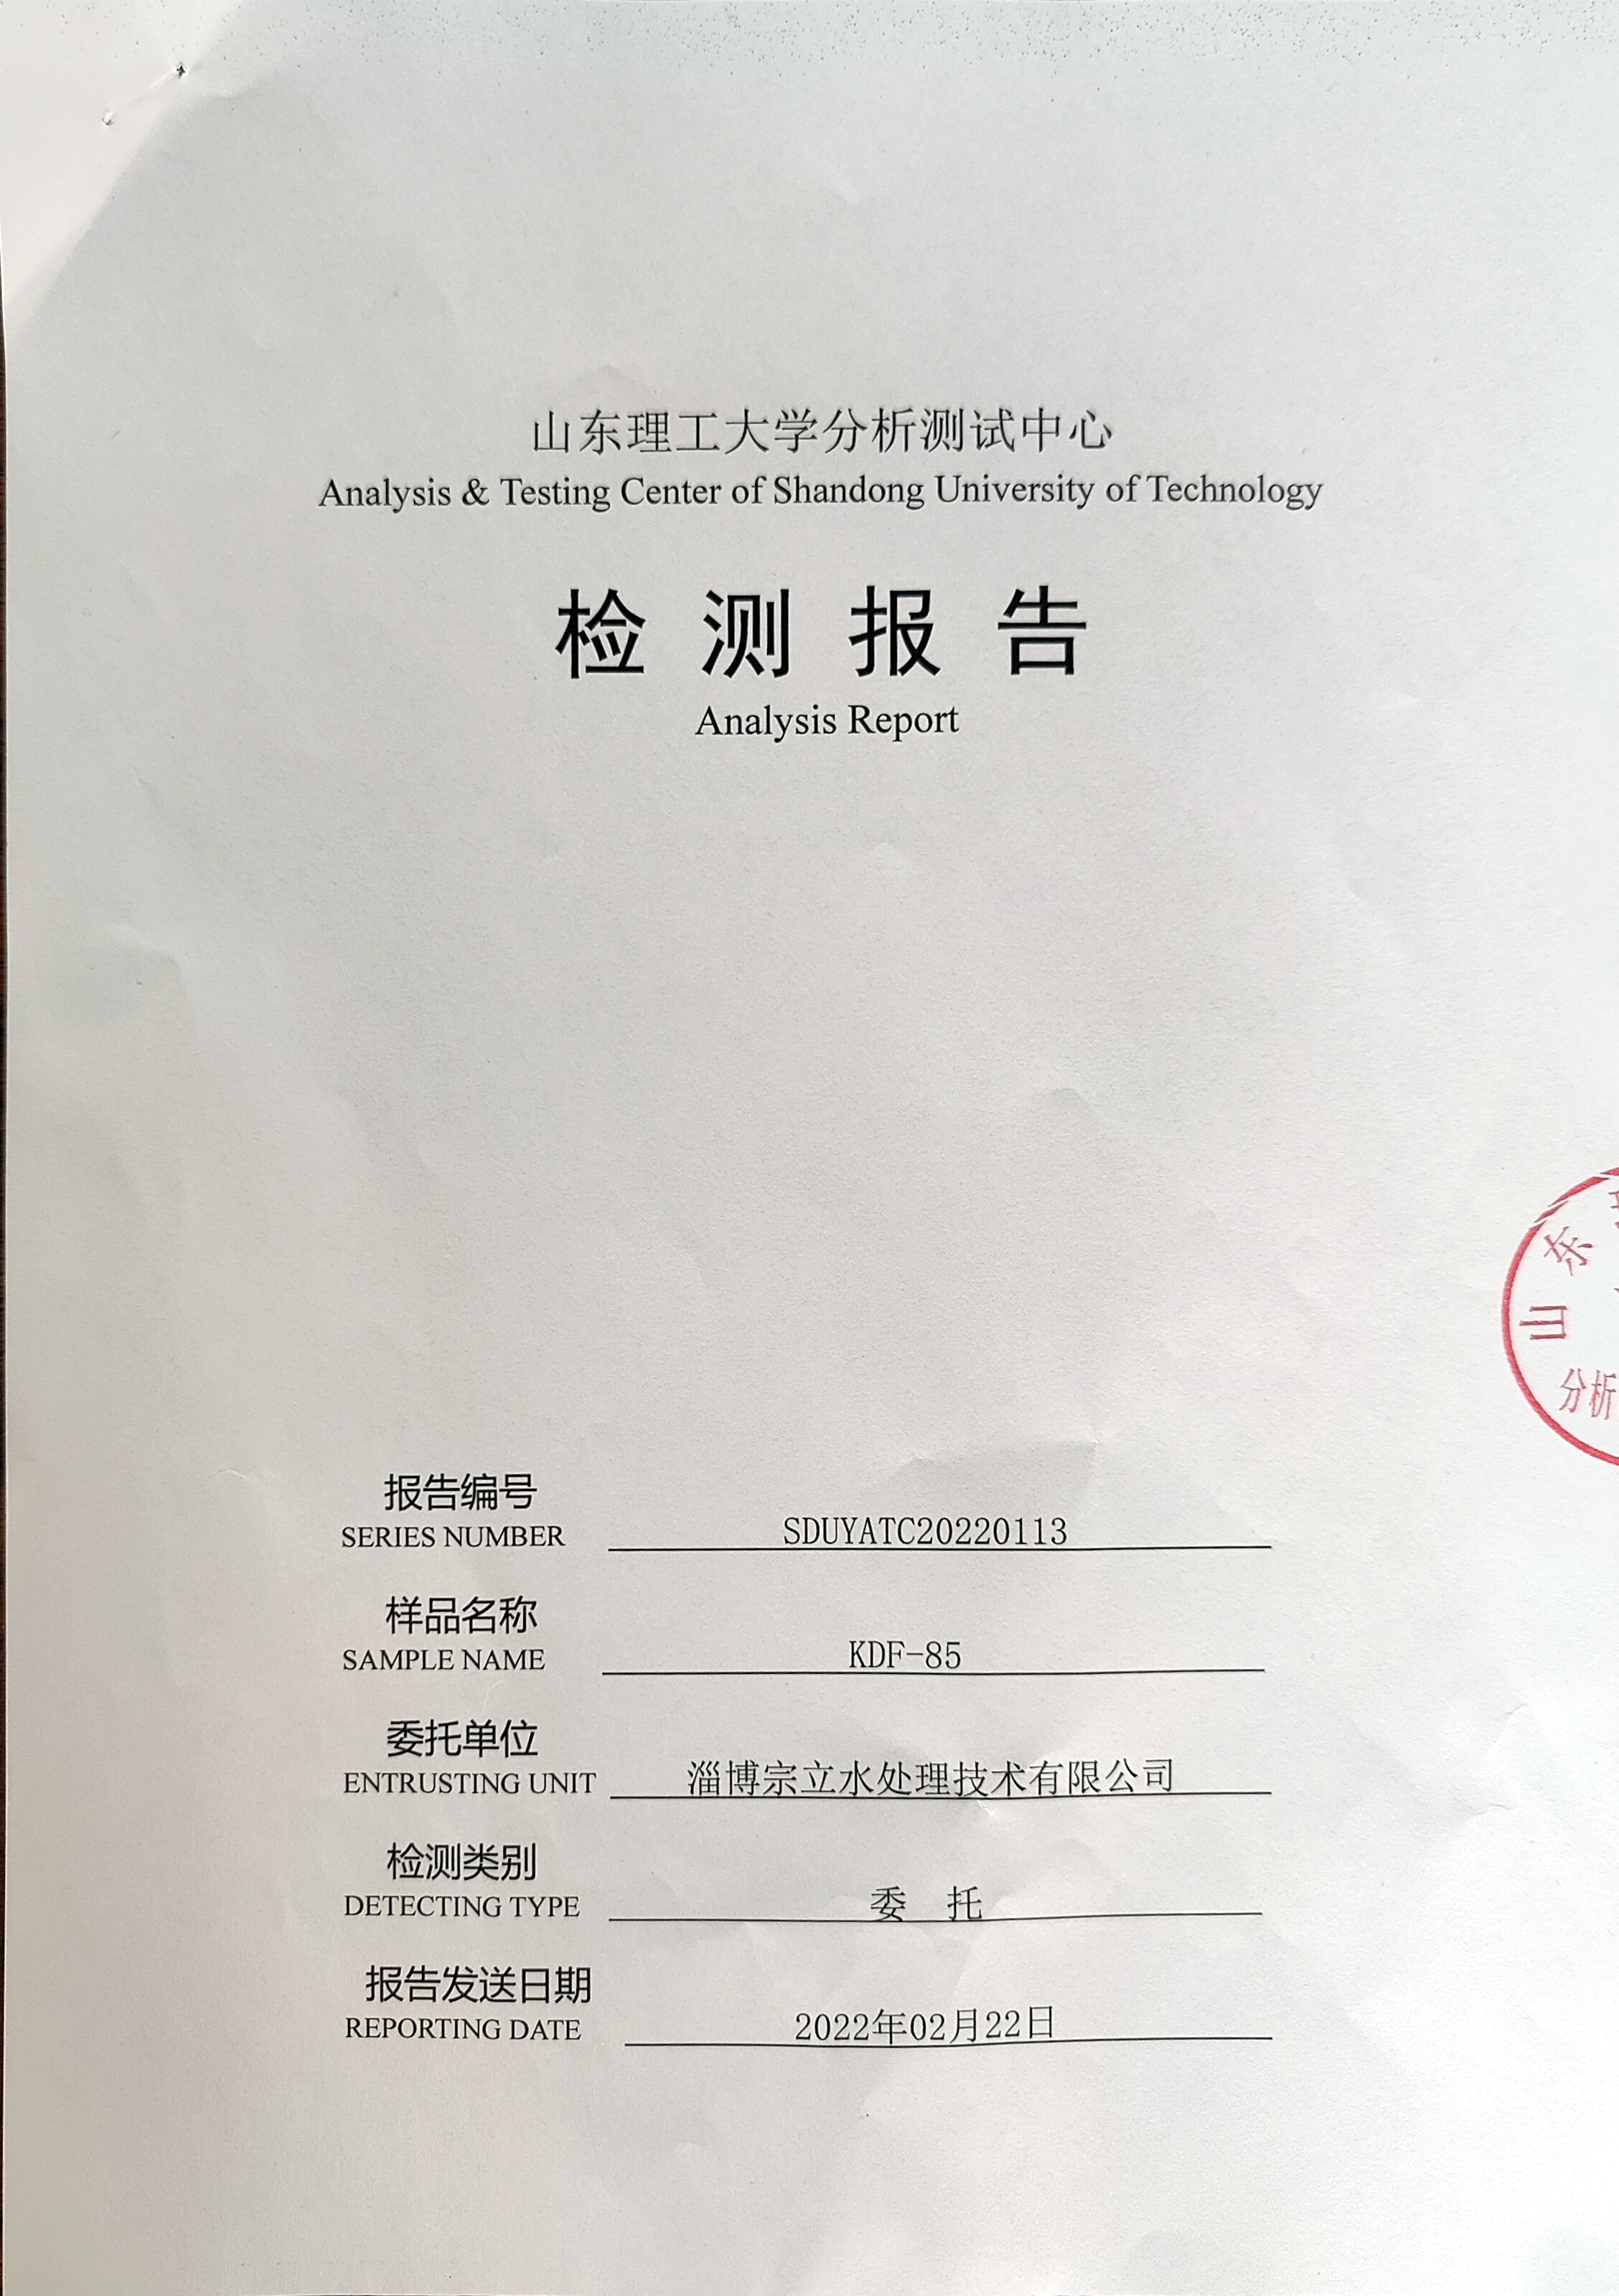 山东理工大学分析测试中心
Analysis & Testing Center of Shandong University of Technology
检测报告
Analysis Report
山东
分析
报告编号
SERIES NUMBER SDUYATC20220113
样品名称
SAMPLE NAME KDF-85
委托单位
ENTRUSTING UNIT 淄博宗立水处理技术有限公司
检测类别
DETECTING TYPE 委 托
报告发送日期
REPORTING DATE 2022年02月22日